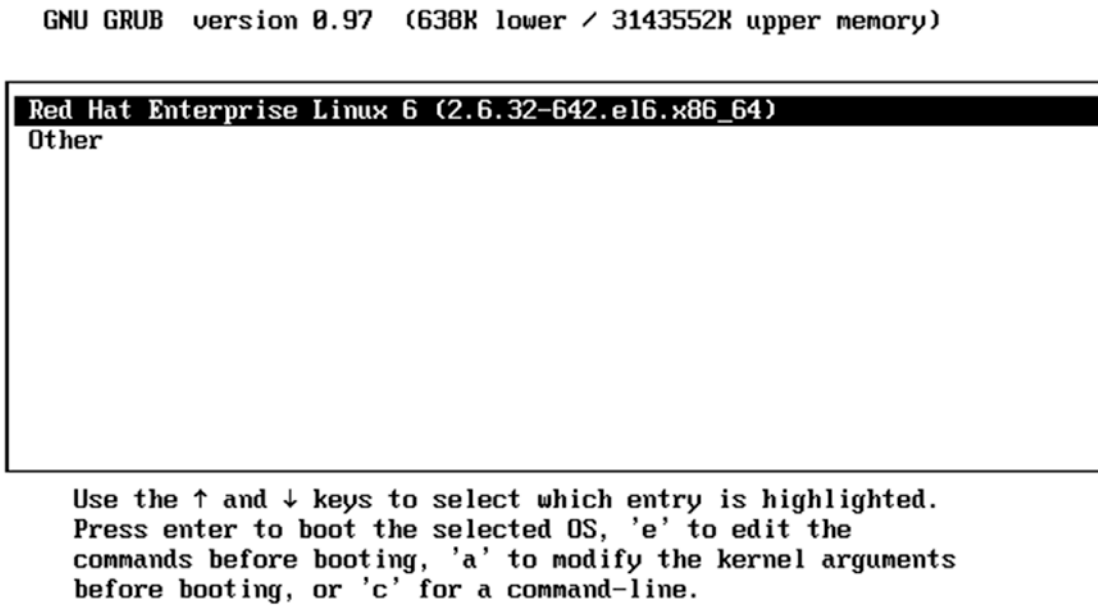 GNU GRUB version 0.97 (638K lower / 3143552K upper memory)
Red Hat Enterprise Linux 6 (2.6.32-642.el6.x86_64)
Other
Use the ↑ and ↓ keys to select which entry is highlighted.
Press enter to boot the selected OS, 'e' to edit the
commands before booting, 'a' to modify the kernel arguments
before booting, or 'c' for a command-line.